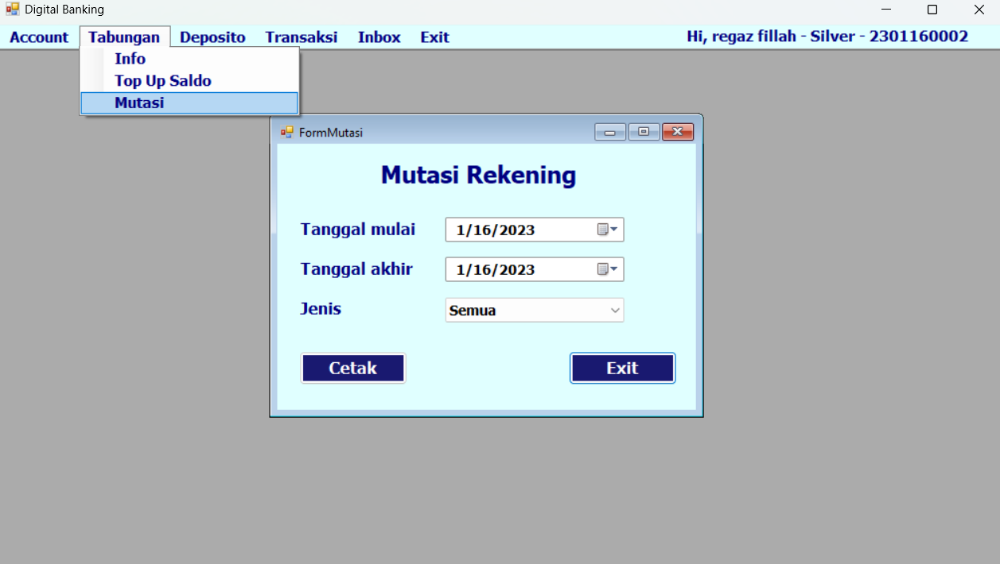 Digital Banking
Account Tabungan Deposito Transaksi Inbox Exit Hi, regaz fillah - Silver - 2301160002
Info
Top Up Saldo
Mutasi
FormMutasi
Mutasi Rekening
Tanggal mulai 1/16/2023
Tanggal akhir 1/16/2023
Jenis Semua
Cetak Exit